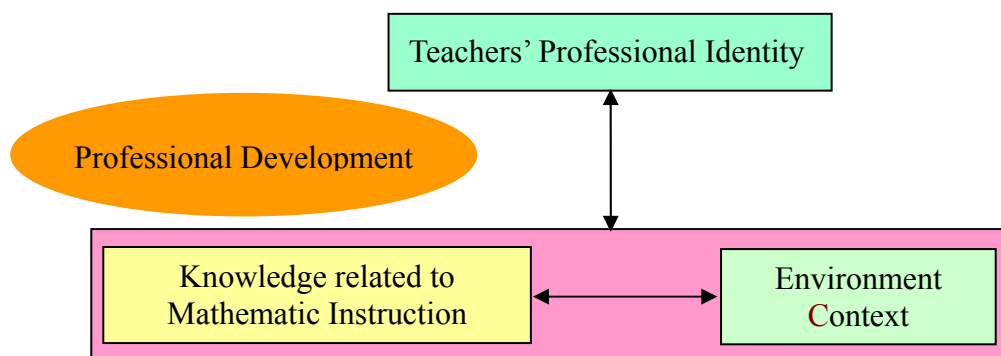 Teachers’ Professional Identity
Professional Development
Knowledge related to
Mathematic Instruction
Environment
Context